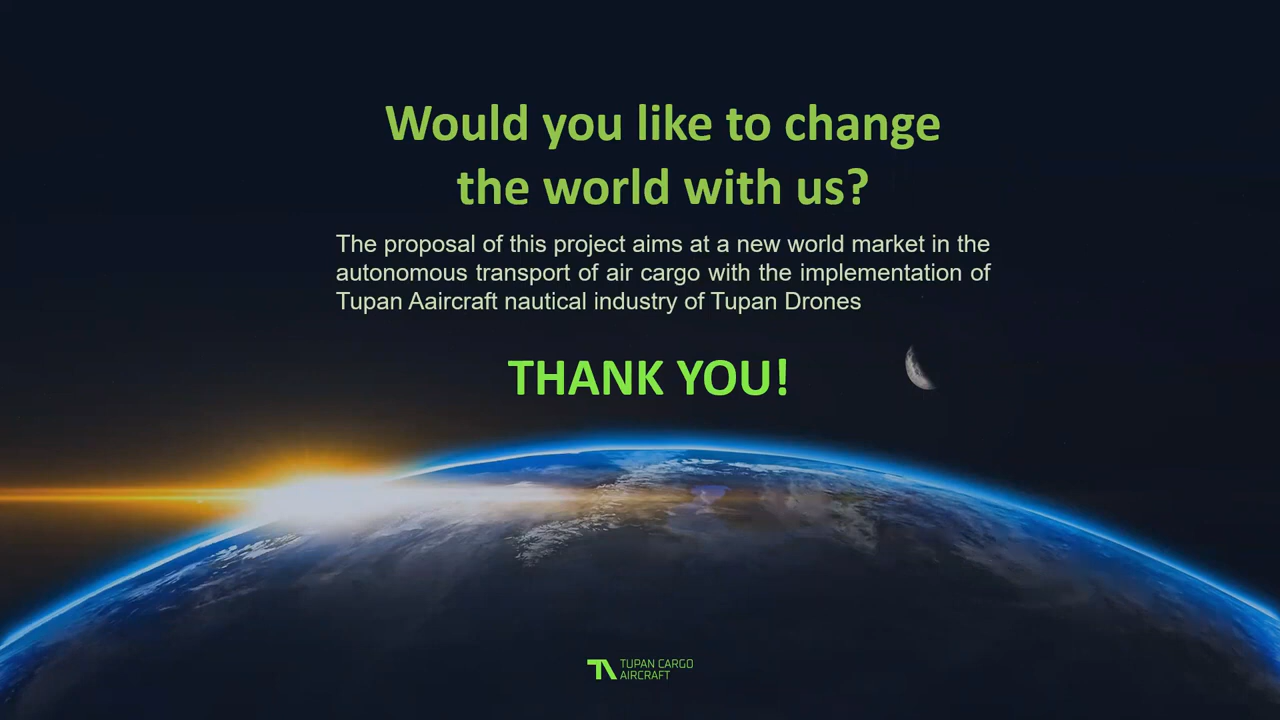 Would you like to change
the world with us?
The proposal of this project aims at a new world market in the
autonomous transport of air cargo with the implementation of
Tupan Aaircraft nautical industry of Tupan Drones
THANK YOU!
TUPAN CARGO
AIRCRAFT